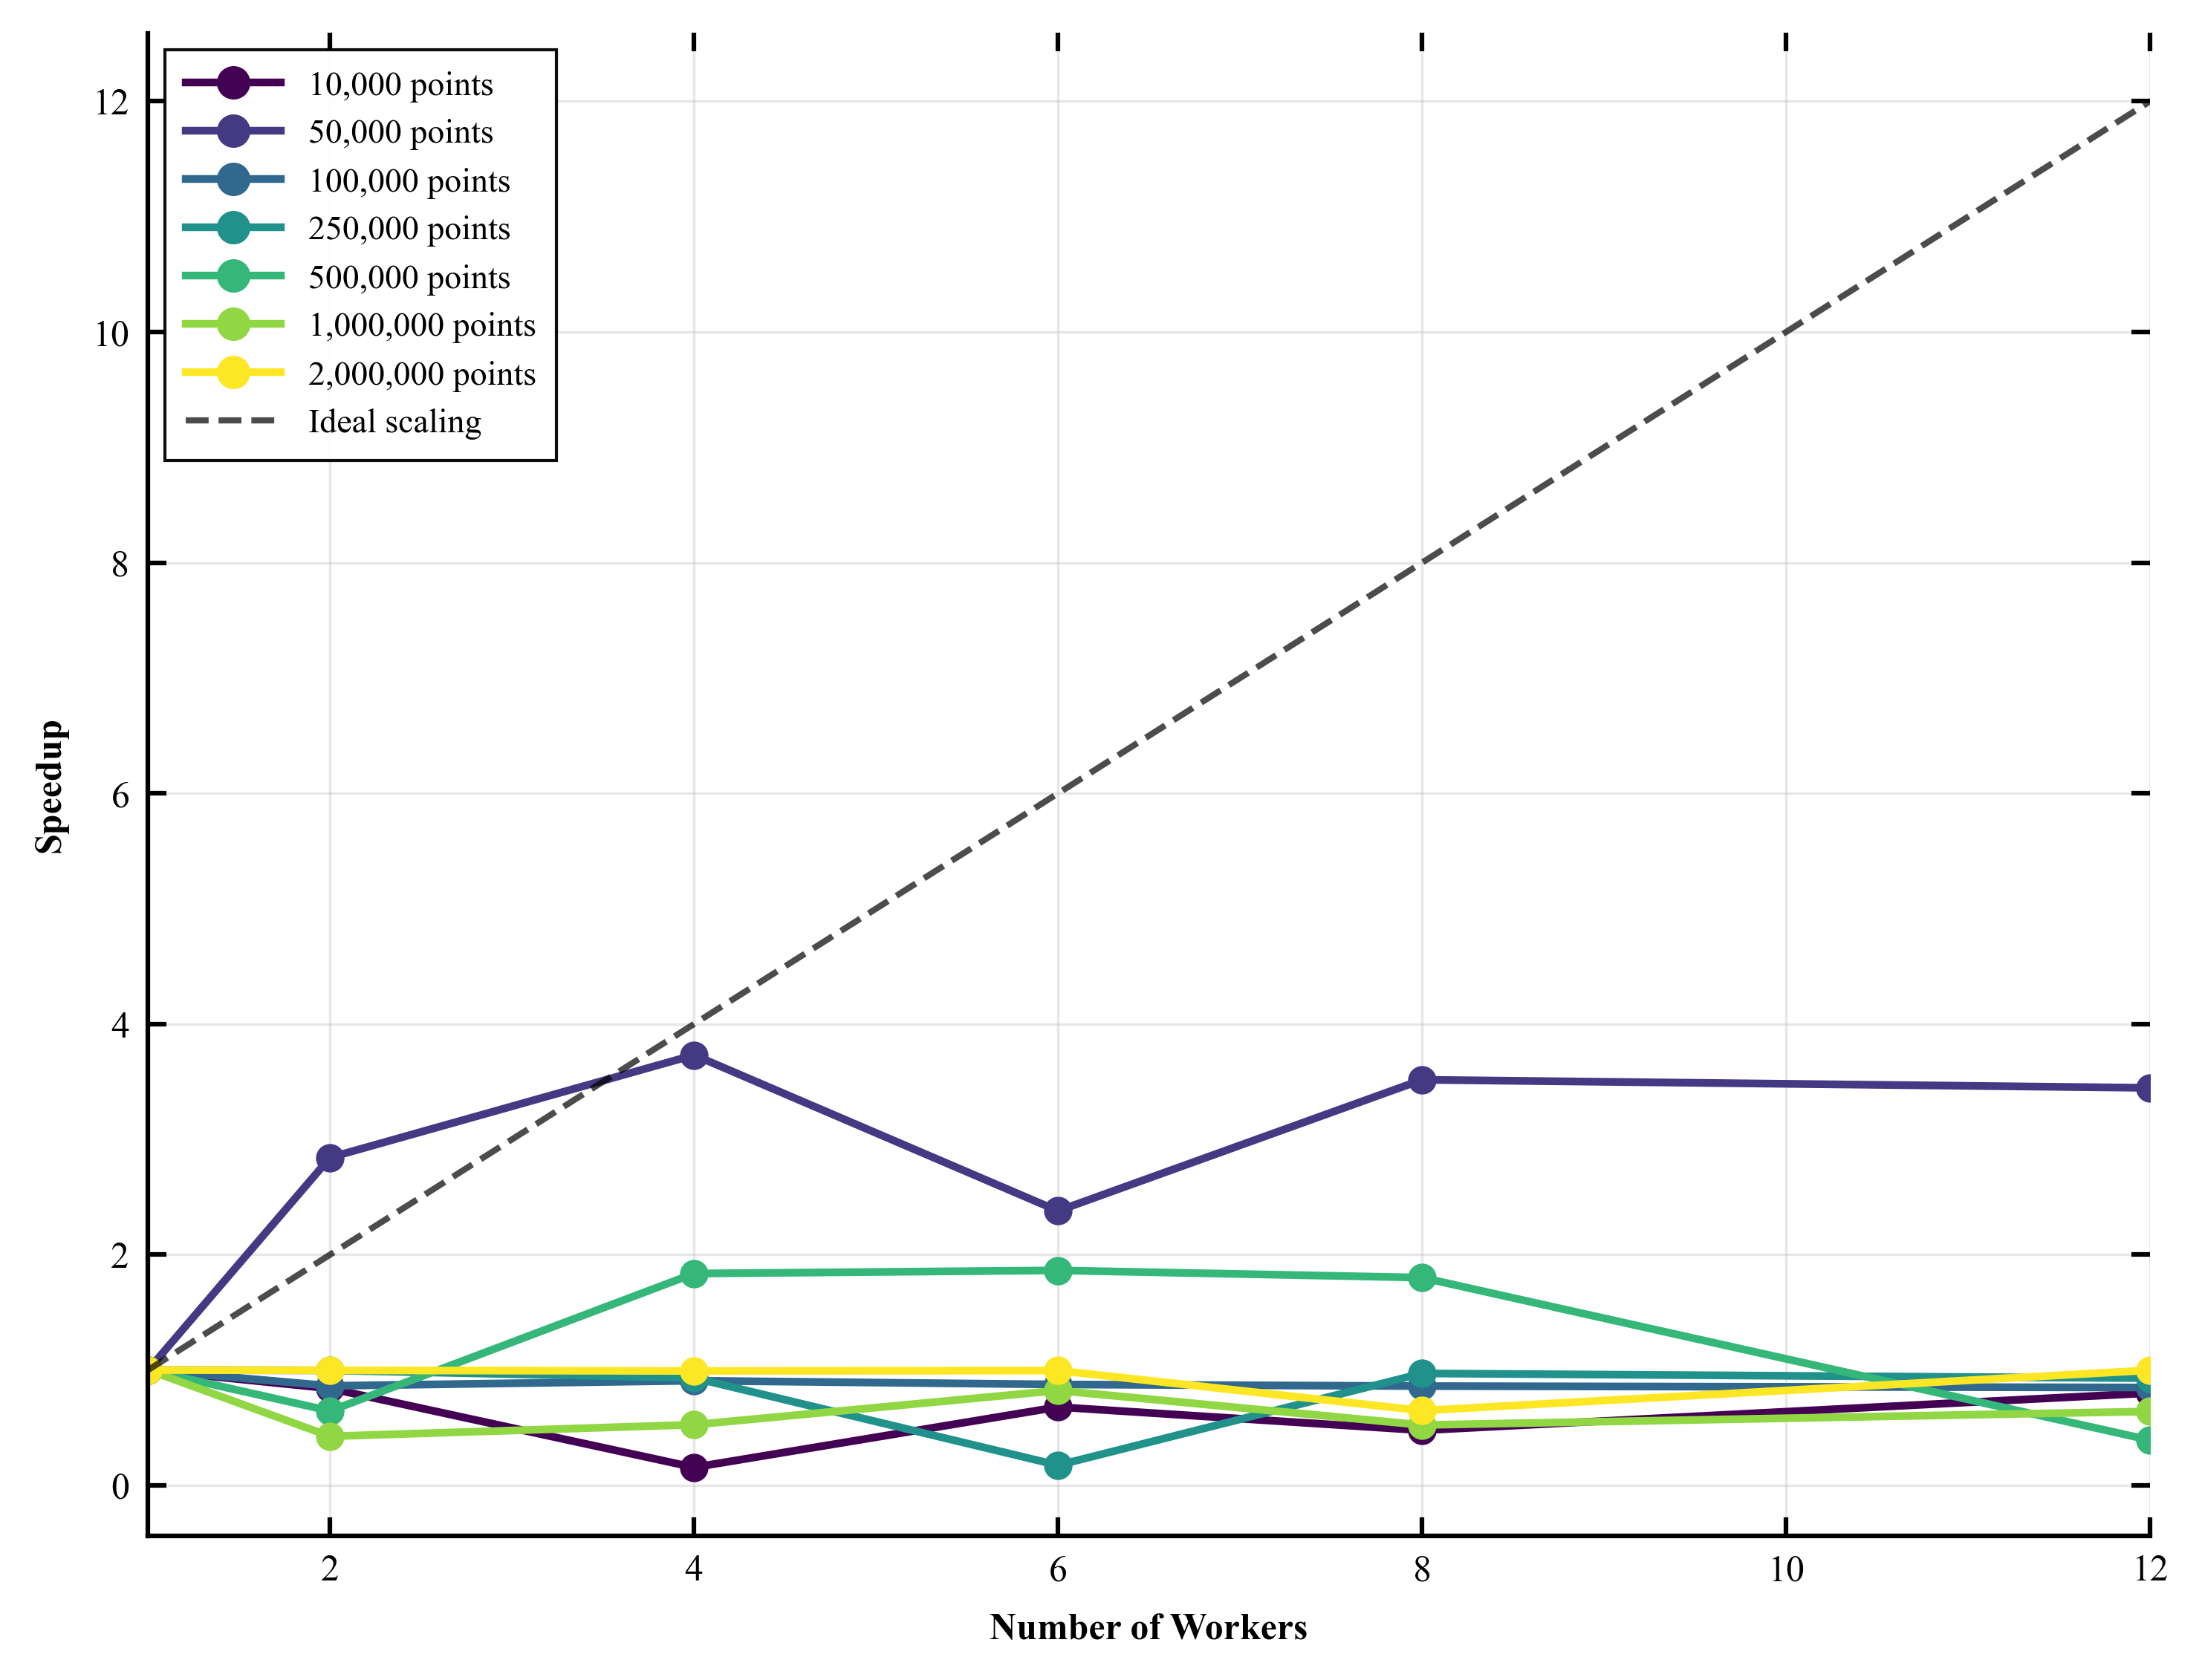 10,000 points
50,000 points
100,000 points
250,000 points
500,000 points
1,000,000 points
2,000,000 points
Ideal scaling
12
10
8
6
4
2
0
Speedup
2
4
6
8
10
12
Number of Workers